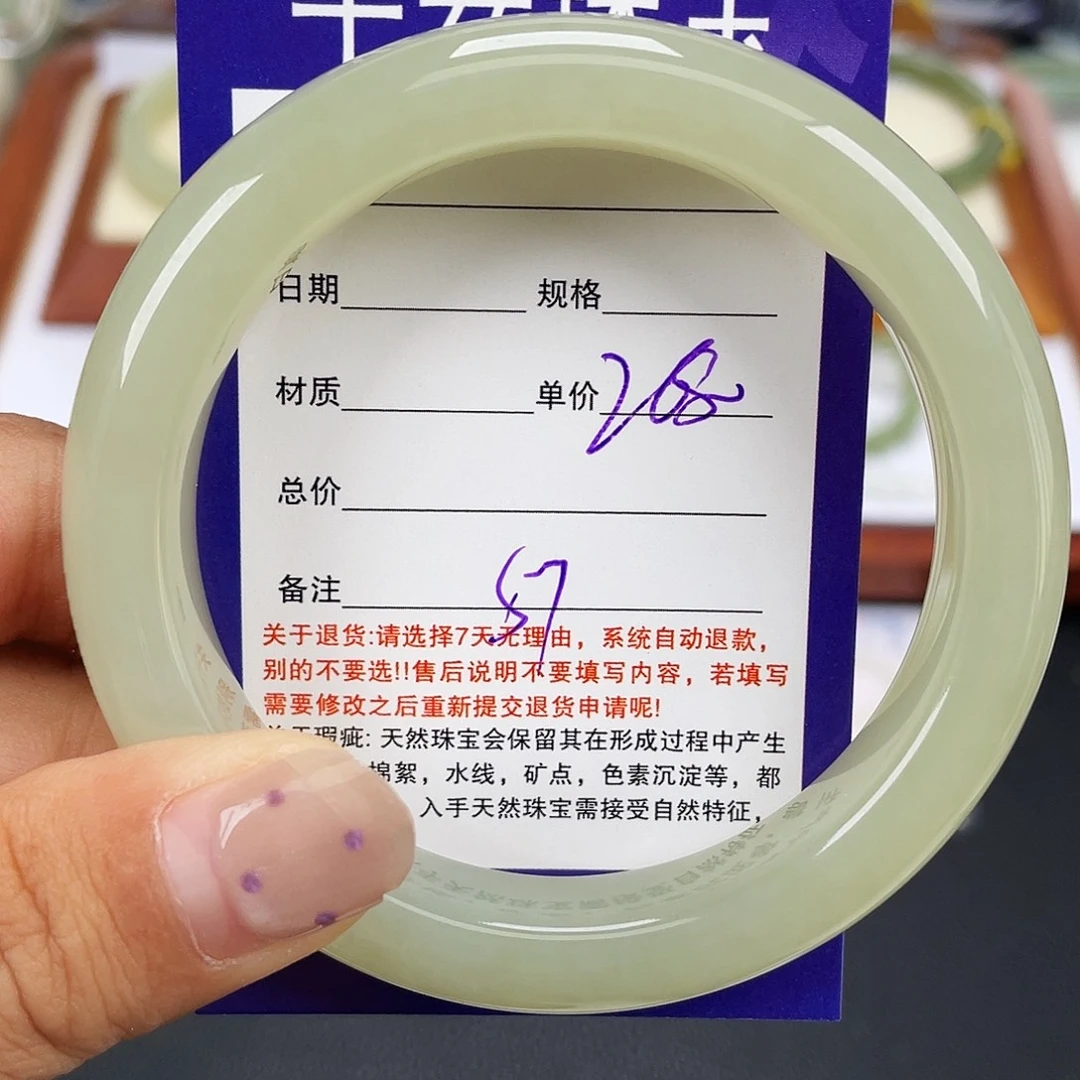 日期 规格
材质 单价
总价
备注 57
关于退货:请选择7天无理由，系统自动退款，
别的不要选!!售后说明不要填写内容，若填写
需要修改之后重新提交退货申请呢!
关于瑕疵: 天然珠宝会保留其在形成过程中产生
棉絮，水线，矿点，色素沉淀等，都
入手天然珠宝需接受自然特征，